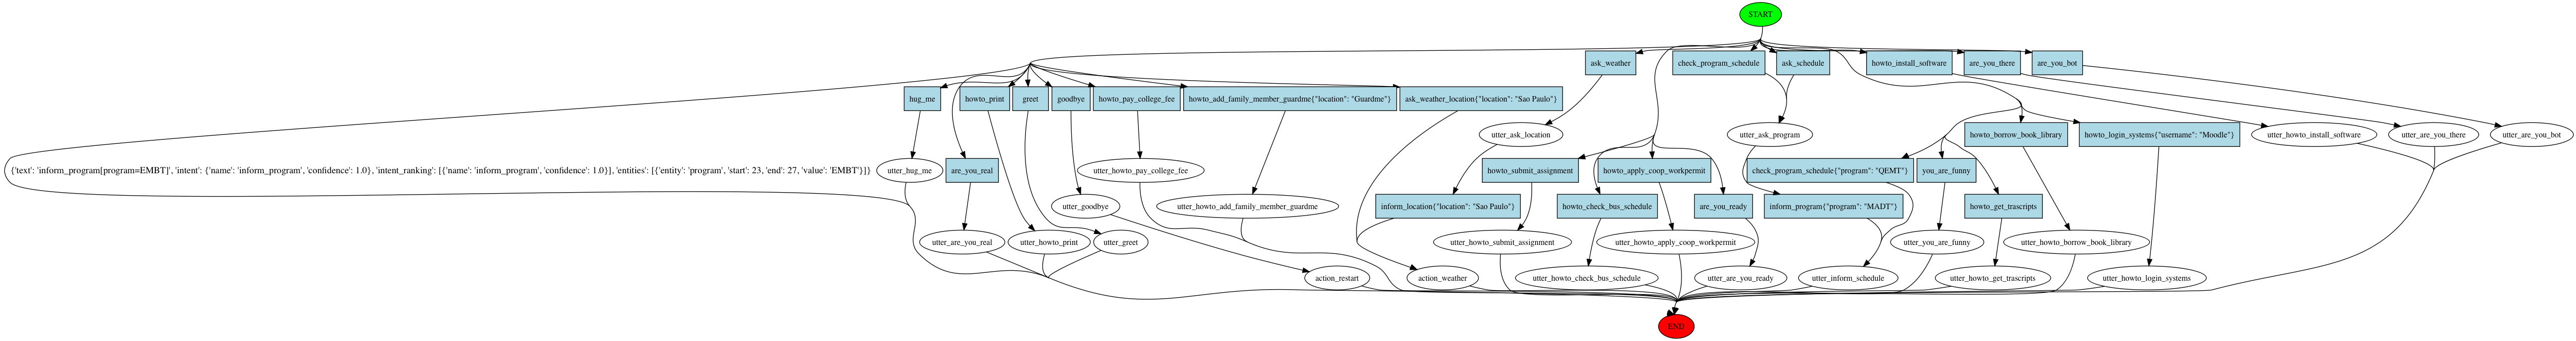 START
ask_weather
check_program_schedule
ask_schedule
howto_install_software
are_you_there
are_you_bot
hug_me
howto_print
greet
goodbye
howto_pay_college_fee
howto_add_family_member_guardme{"location": "Guardme"}
ask_weather_location{"location": "Sao Paulo"}
utter_ask_location
utter_ask_program
howto_borrow_book_library
howto_login_systems{"username": "Moodle"}
utter_howto_install_software
utter_are_you_there
utter_are_you_bot
{'text': 'inform_program[program=EMBT]', 'intent': {'name': 'inform_program', 'confidence': 1.0}, 'intent_ranking': [{'name': 'inform_program', 'confidence': 1.0}], 'entities': [{'entity': 'program', 'start': 23, 'end': 27, 'value': 'EMBT'}]}
utter_hug_me
are_you_real
utter_howto_pay_college_fee
howto_submit_assignment
howto_apply_coop_workpermit
check_program_schedule{"program": "QEMT"}
you_are_funny
utter_goodbye
utter_howto_add_family_member_guardme
inform_location{"location": "Sao Paulo"}
howto_check_bus_schedule
are_you_ready
inform_program{"program": "MADT"}
howto_get_trascripts
utter_are_you_real
utter_howto_print
utter_greet
utter_howto_submit_assignment
utter_howto_apply_coop_workpermit
utter_you_are_funny
utter_howto_borrow_book_library
action_restart
action_weather
utter_howto_check_bus_schedule
utter_are_you_ready
utter_inform_schedule
utter_howto_get_trascripts
utter_howto_login_systems
END